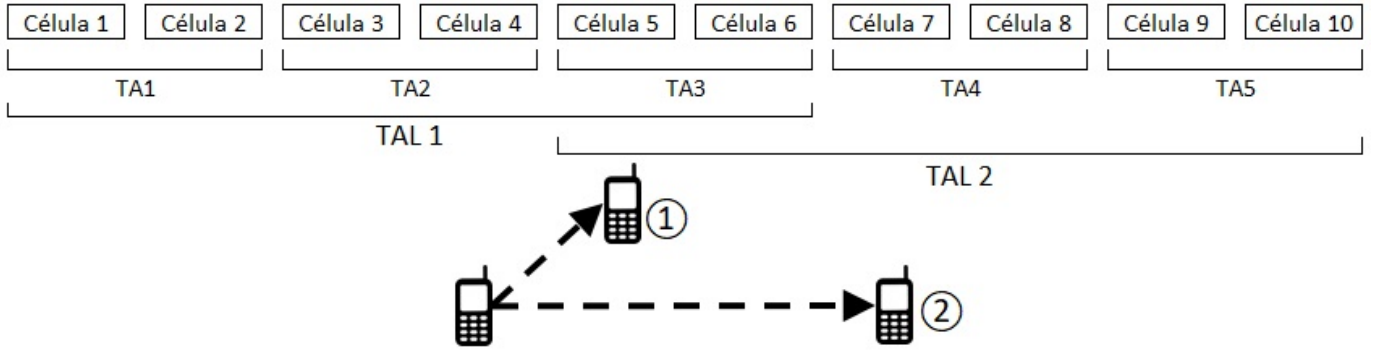 Célula 1 Célula 2 Célula 3 Célula 4 Célula 5 Célula 6 Célula 7 Célula 8 Célula 9 Célula 10
TA1 TA2 TA3 TA4 TA5
TAL 1
TAL 2
1
2